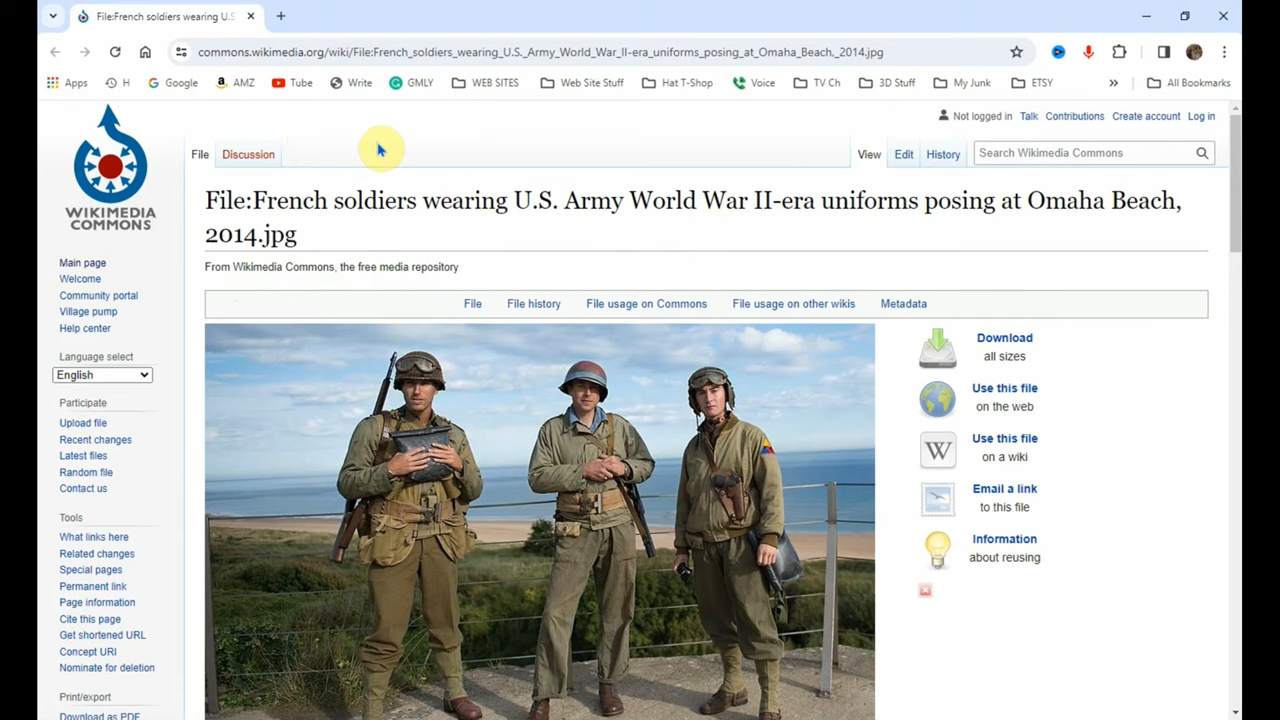 File:French soldiers wearing U.S
commons.wikimedia.org/wiki/File:French_soldiers_wearing_U.S._Army_World_War_II-era_uniforms_posing_at_Omaha_Beach,_2014.jpg
Apps H Google AMZ Tube Write GMLY WEB SITES Web Site Stuff Hat T-Shop Voice TV Ch 3D Stuff My Junk ETSY » All Bookmarks
Not logged in Talk Contributions Create account Log in
File Discussion View Edit History Search Wikimedia Commons
WIKIMEDIA
COMMONS
File:French soldiers wearing U.S. Army World War II-era uniforms posing at Omaha Beach,
2014.jpg
From Wikimedia Commons, the free media repository
File File history File usage on Commons File usage on other wikis Metadata
Main page
Welcome
Community portal
Village pump
Help center
Language select
English
Participate
Upload file
Recent changes
Latest files
Random file
Contact us
Tools
What links here
Related changes
Special pages
Permanent link
Page information
Cite this page
Get shortened URL
Concept URI
Nominate for deletion
Print/export
Download as PDF
Download
all sizes
Use this file
on the web
W
Use this file
on a wiki
Email a link
to this file
Information
about reusing